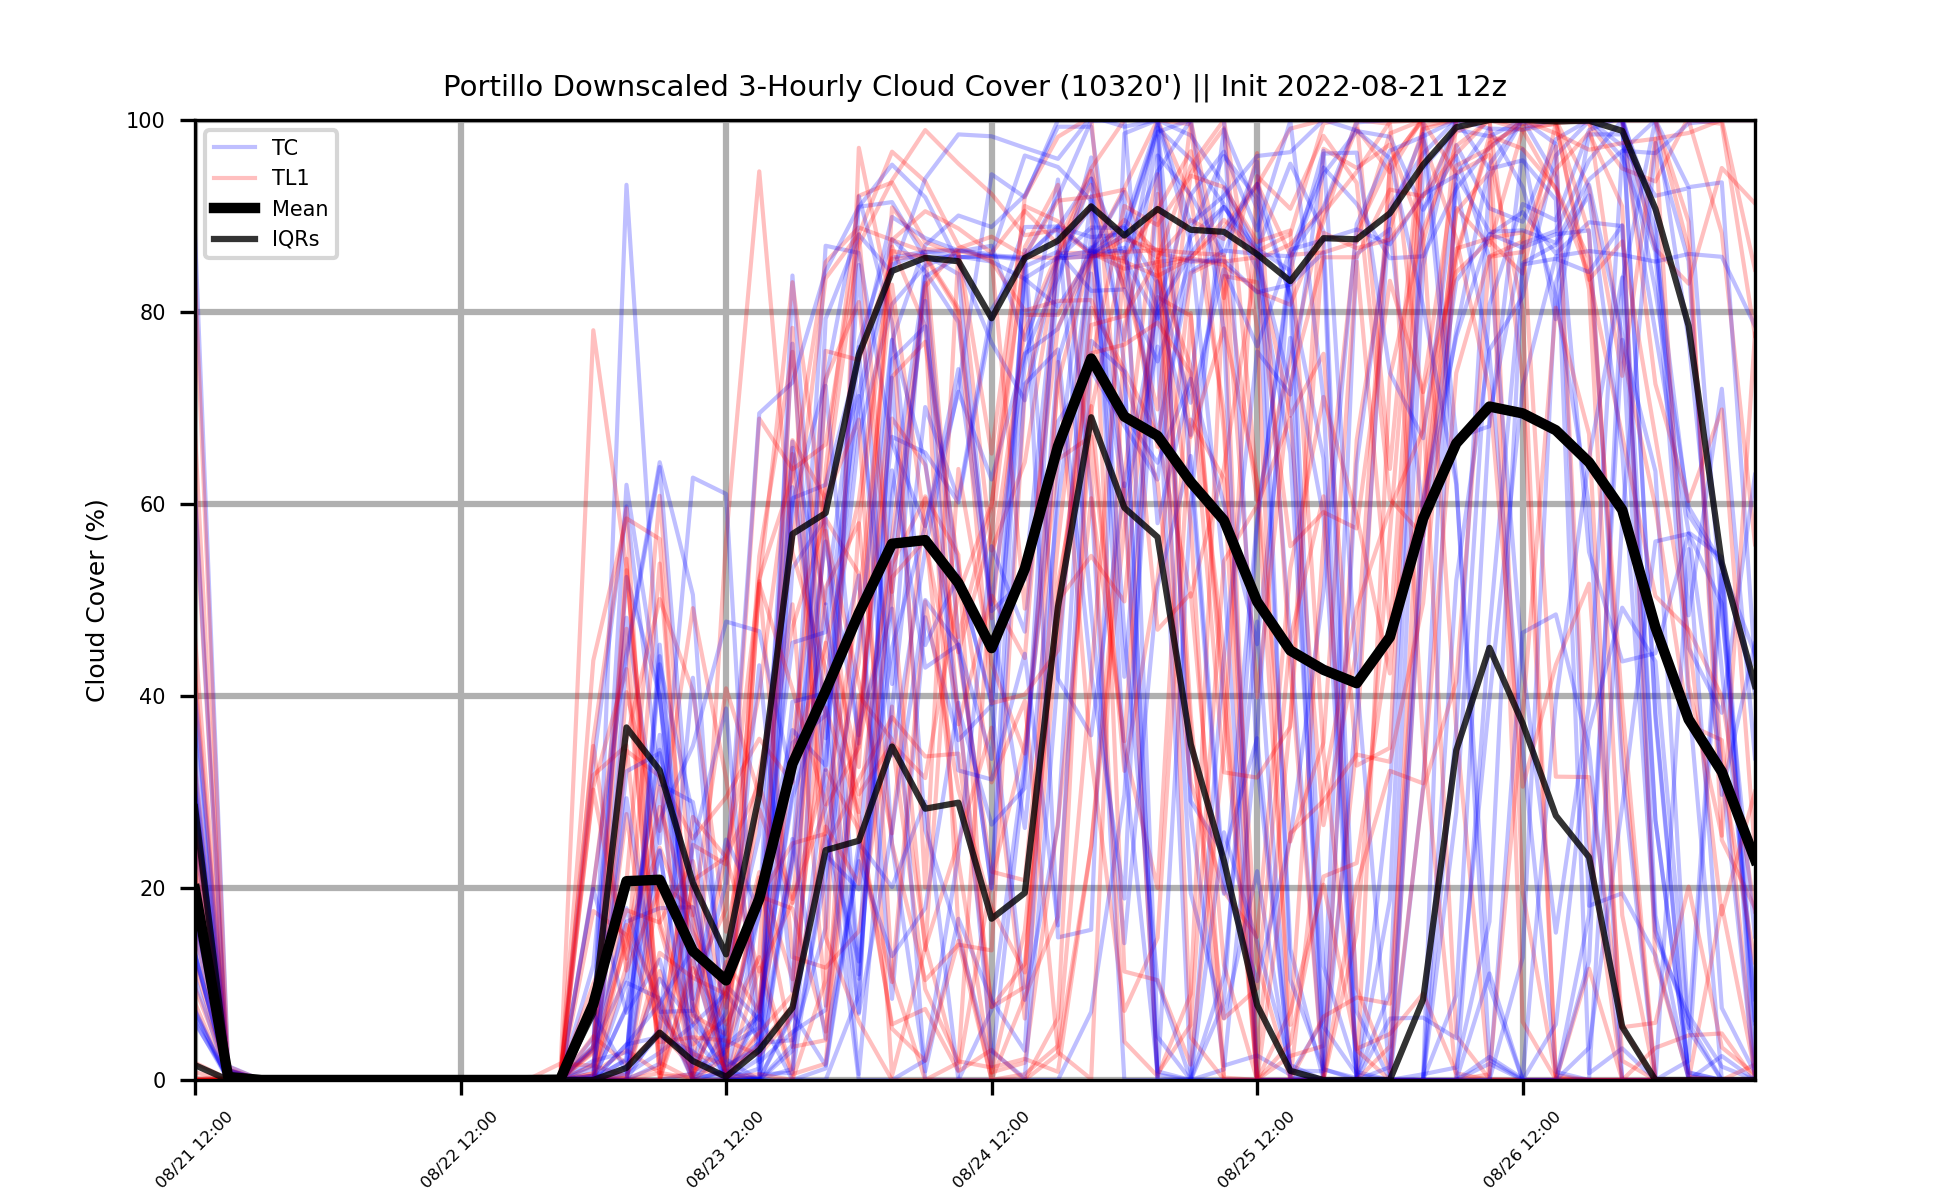 Portillo Downscaled 3-Hourly Cloud Cover (10320') || Init 2022-08-21 12z
100
80
60
40
20
0
Cloud Cover (%)
TC
TL1
Mean
IQRs
08/21 12:00
08/22 12:00
08/23 12:00
08/24 12:00
08/25 12:00
08/26 12:00